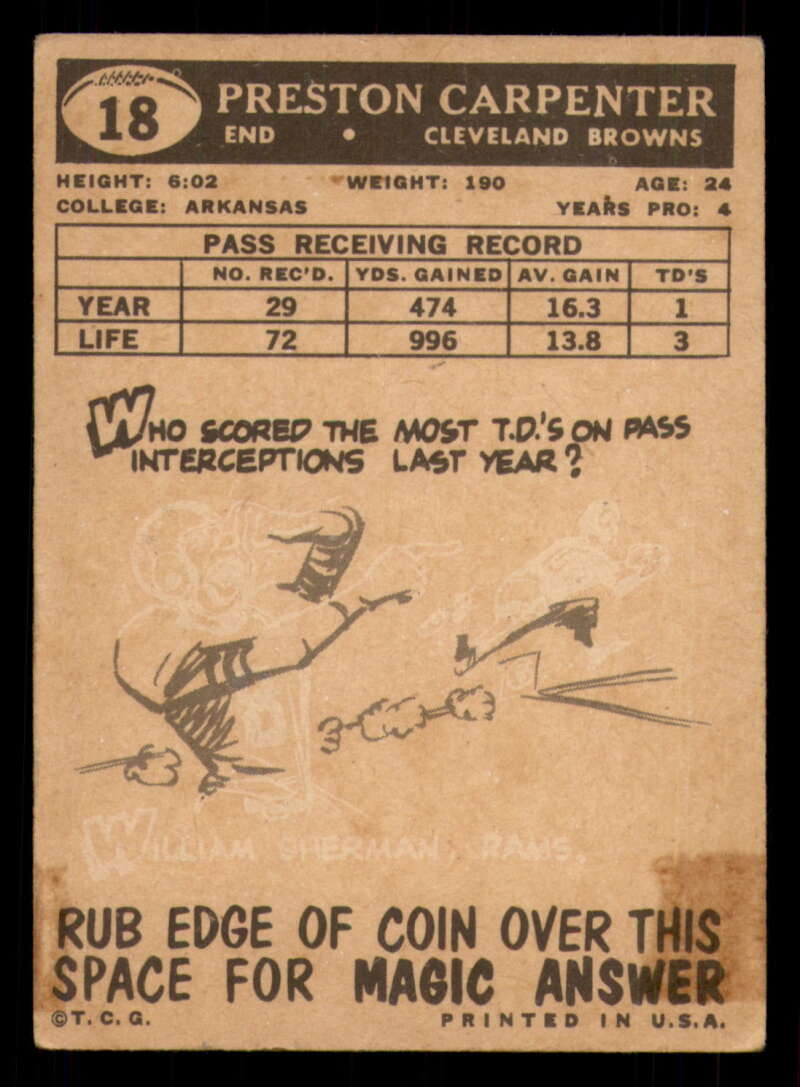 18
PRESTON CARPENTER
END • CLEVELAND BROWNS
HEIGHT: 6:02 WEIGHT: 190 AGE: 24
COLLEGE: ARKANSAS YEARS PRO: 4
PASS RECEIVING RECORD
NO. REC'D. YDS. GAINED AV. GAIN TD'S
YEAR 29 474 16.3 1
LIFE 72 996 13.8 3
WHO SCORED THE MOST T.D.'S ON PASS
INTERCEPTIONS LAST YEAR?
D
WILLIAM SHERMAN, RAMS.
RUB EDGE OF COIN OVER THIS
SPACE FOR MAGIC ANSWER
© T. C. G. PRINTED IN U.S.A.